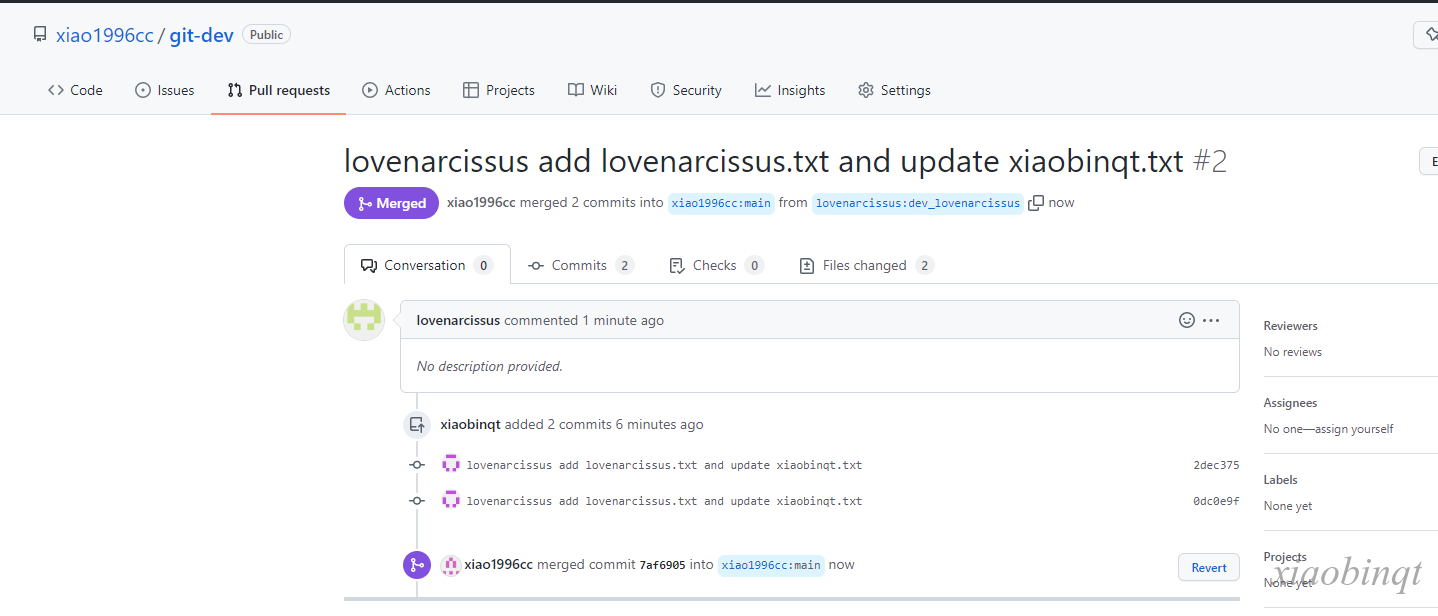 xiao1996cc / git-dev Public
Code Issues Pull requests Actions Projects Wiki Security Insights Settings
lovenarcissus add lovenarcissus.txt and update xiaobinqt.txt #2
E
Merged xiao1996cc merged 2 commits into xiao1996cc:main from lovenarcissus:dev_lovenarcissus now
Conversation 0 Commits 2 Checks 0 Files changed 2
lovenarcissus commented 1 minute ago
No description provided.
xiaobinqt added 2 commits 6 minutes ago
lovenarcissus add lovenarcissus.txt and update xiaobinqt.txt 2dec375
lovenarcissus add lovenarcissus.txt and update xiaobinqt.txt 0dc0e9f
xiao1996cc merged commit 7af6905 into xiao1996cc:main now Revert
Reviewers
No reviews
Assignees
No one—assign yourself
Labels
None yet
Projects
None yet
xiaobinqt